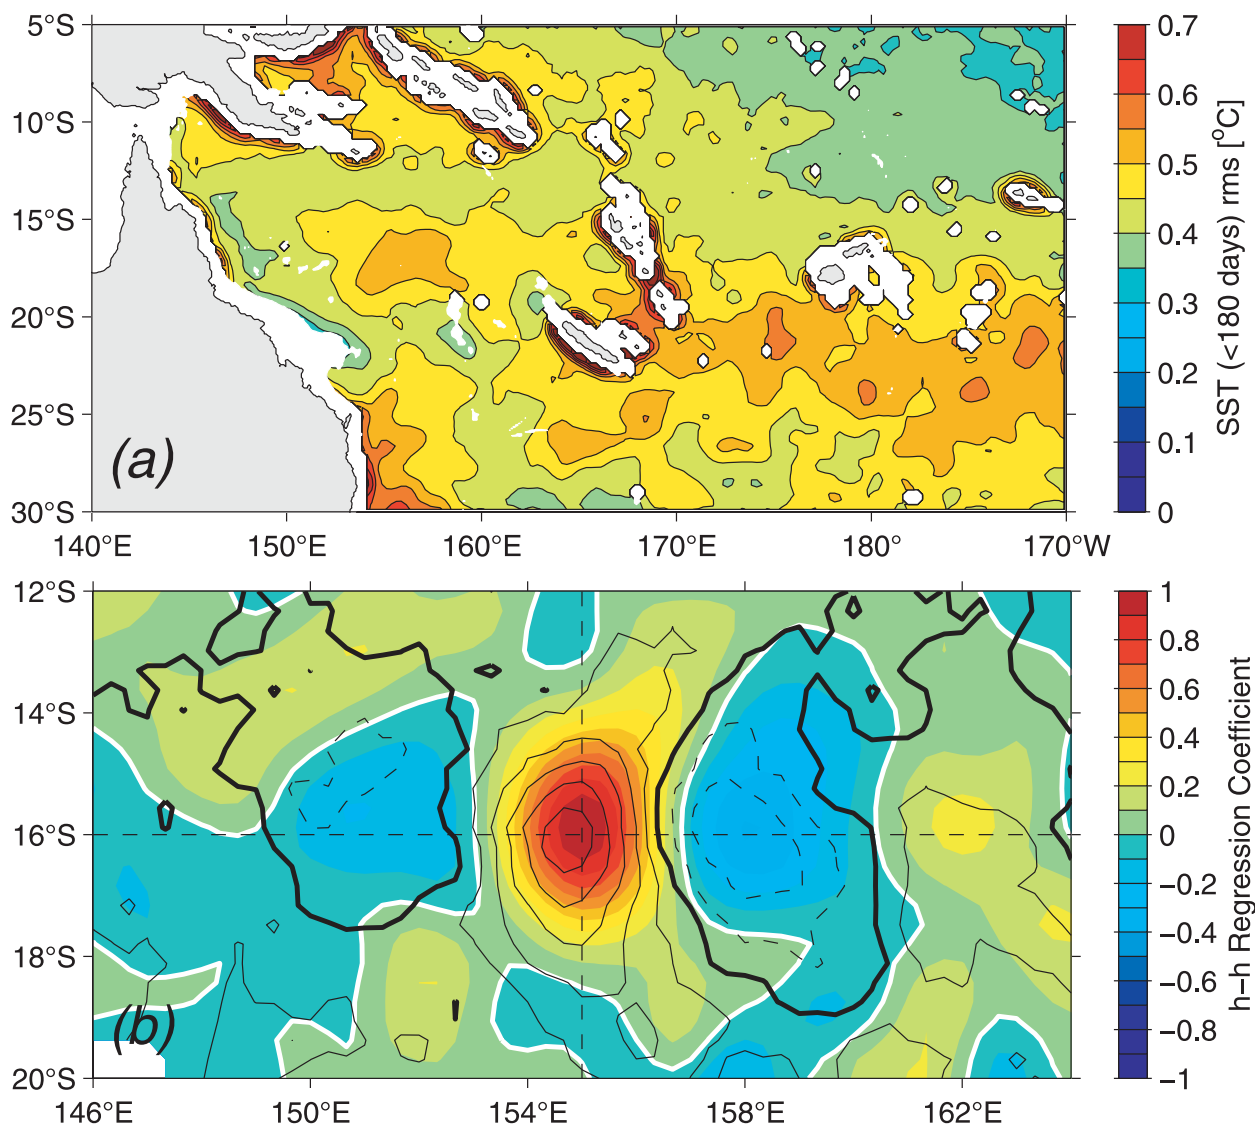 5°S
10°S
15°S
20°S
25°S
30°S
(a)
140°E 150°E 160°E 170°E 180° 170°W
0.7
0.6
0.5
0.4
0.3
0.2
0.1
0
SST (<180 days) rms [°C]
12°S
14°S
16°S
18°S
20°S
(b)
146°E 150°E 154°E 158°E 162°E
1
0.8
0.6
0.4
0.2
0
−0.2
−0.4
−0.6
−0.8
−1
h−h Regression Coefficient